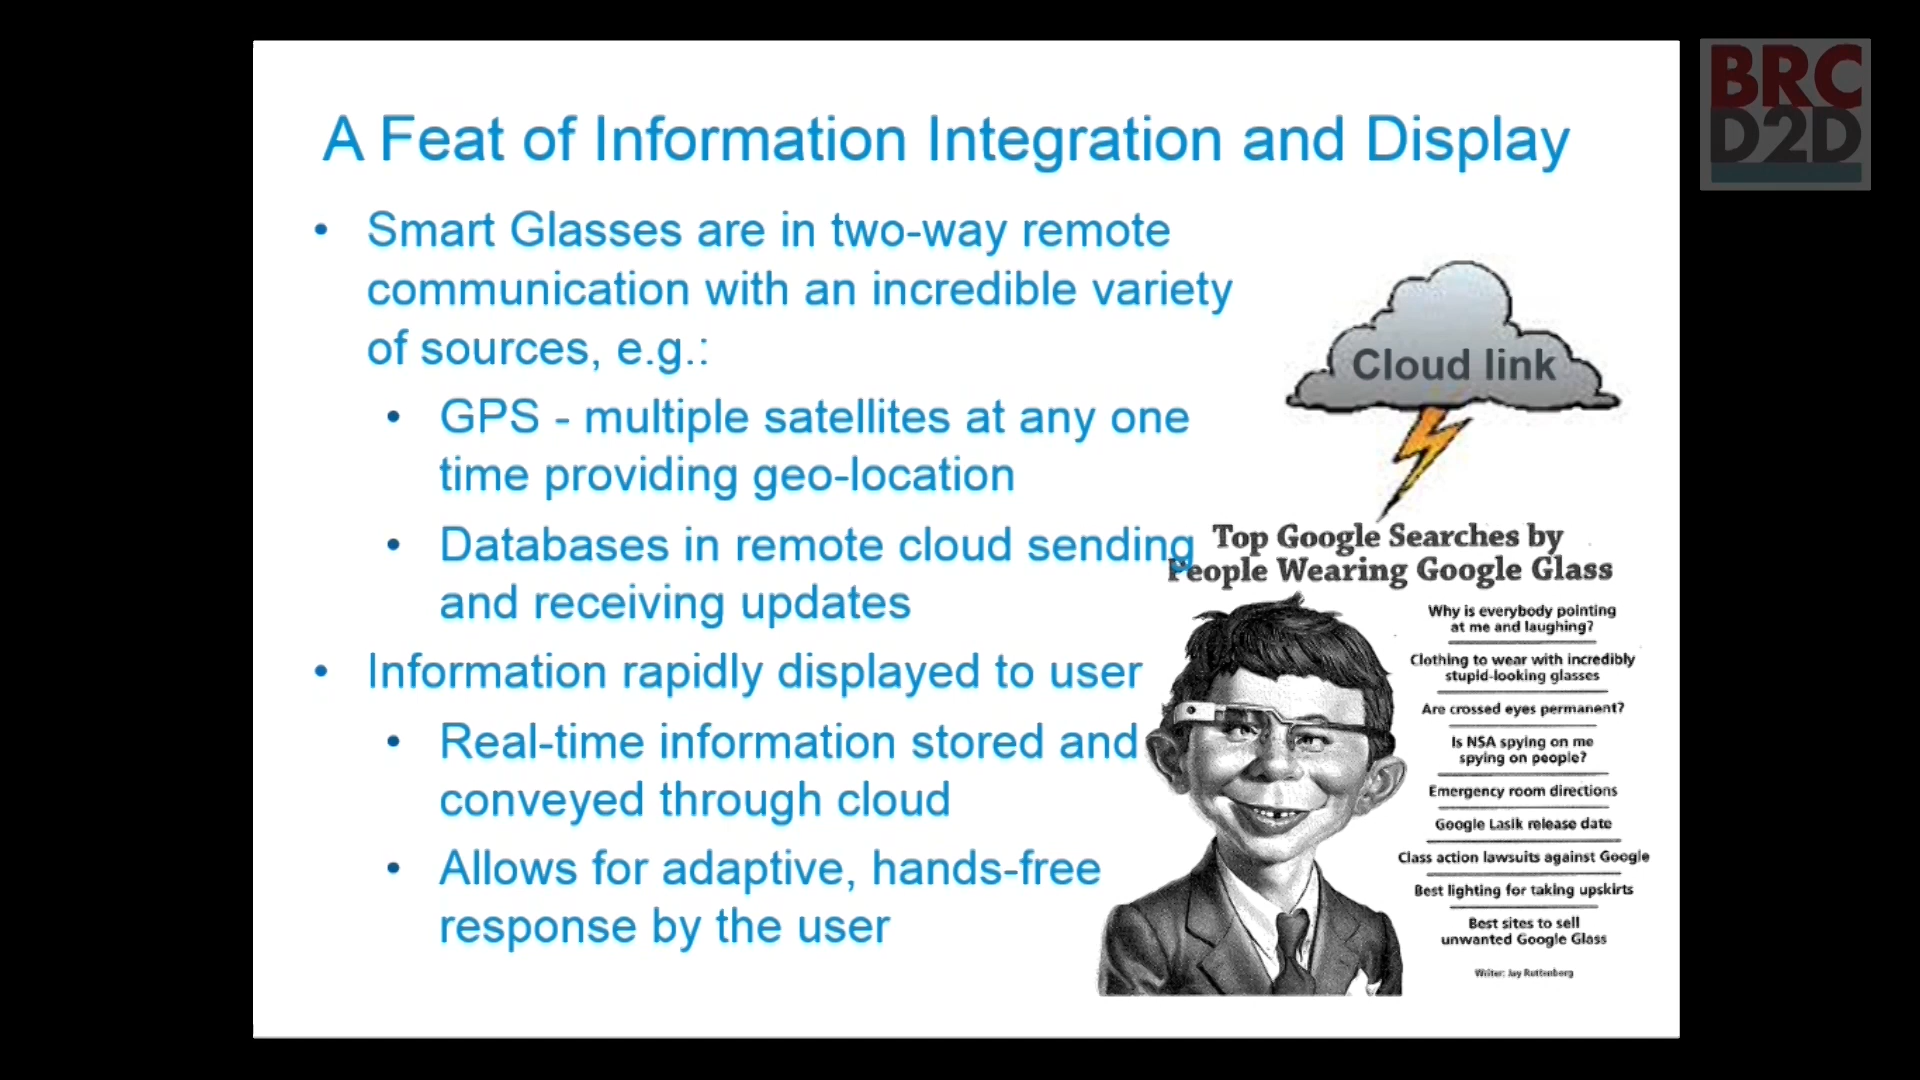 BRC
D2D
A Feat of Information Integration and Display
• Smart Glasses are in two-way remote
communication with an incredible variety
of sources, e.g.:
• GPS - multiple satellites at any one
time providing geo-location
• Databases in remote cloud sending
and receiving updates
• Information rapidly displayed to user
• Real-time information stored and
conveyed through cloud
• Allows for adaptive, hands-free
response by the user
Cloud link
Top Google Searches by
People Wearing Google Glass
Why is everybody pointing
at me and laughing?
Clothing to wear with incredibly
stupid-looking glasses
Are crossed eyes permanent?
Is NSA spying on me
spying on people?
Emergency room directions
Google Lasik release date
Class action lawsuits against Google
Best lighting for taking upskirts
Best sites to sell
unwanted Google Glass
Writer: Jay Ruttenberg